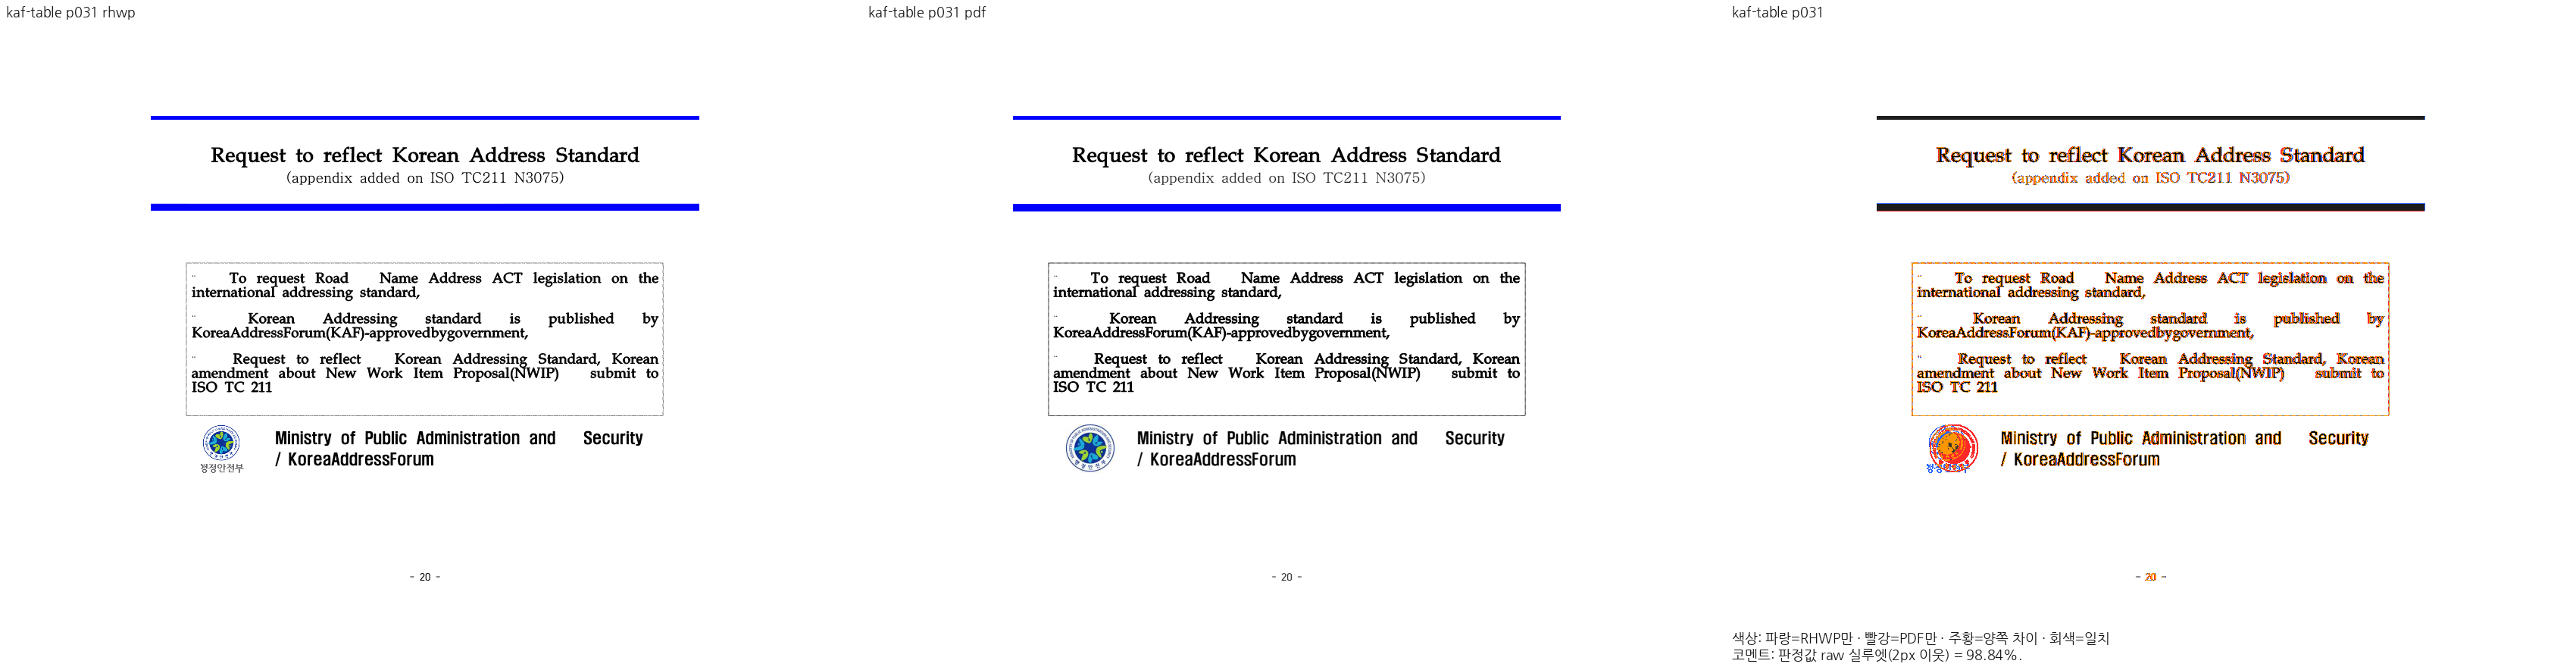 kaf-table p031 rhwp
Request to reflect Korean Address Standard
(appendix added on ISO TC211 N3075)
To request Road Name Address ACT legislation on the
international addressing standard,
Korean Addressing standard is published by
KoreaAddressForum(KAF)-approvedbygovernment,
Request to reflect Korean Addressing Standard, Korean
amendment about New Work Item Proposal(NWIP) submit to
ISO TC 211
행정안전부
Ministry of Public Administration and Security
/ KoreaAddressForum
- 20 -
kaf-table p031 pdf
Request to reflect Korean Address Standard
(appendix added on ISO TC211 N3075)
To request Road Name Address ACT legislation on the
international addressing standard,
Korean Addressing standard is published by
KoreaAddressForum(KAF)-approvedbygovernment,
Request to reflect Korean Addressing Standard, Korean
amendment about New Work Item Proposal(NWIP) submit to
ISO TC 211
Ministry of Public Administration and Security
/ KoreaAddressForum
- 20 -
kaf-table p031
Request to reflect Korean Address Standard
(appendix added on ISO TC211 N3075)
To request Road Name Address ACT legislation on the
international addressing standard,
Korean Addressing standard is published by
KoreaAddressForum(KAF)-approvedbygovernment,
Request to reflect Korean Addressing Standard, Korean
amendment about New Work Item Proposal(NWIP) submit to
ISO TC 211
Ministry of Public Administration and Security
/ KoreaAddressForum
- 20 -
색상: 파랑=RHWP만 · 빨강=PDF만 · 주황=양쪽 차이 · 회색=일치
코멘트: 판정값 raw 실루엣(2px 이웃) = 98.84%.